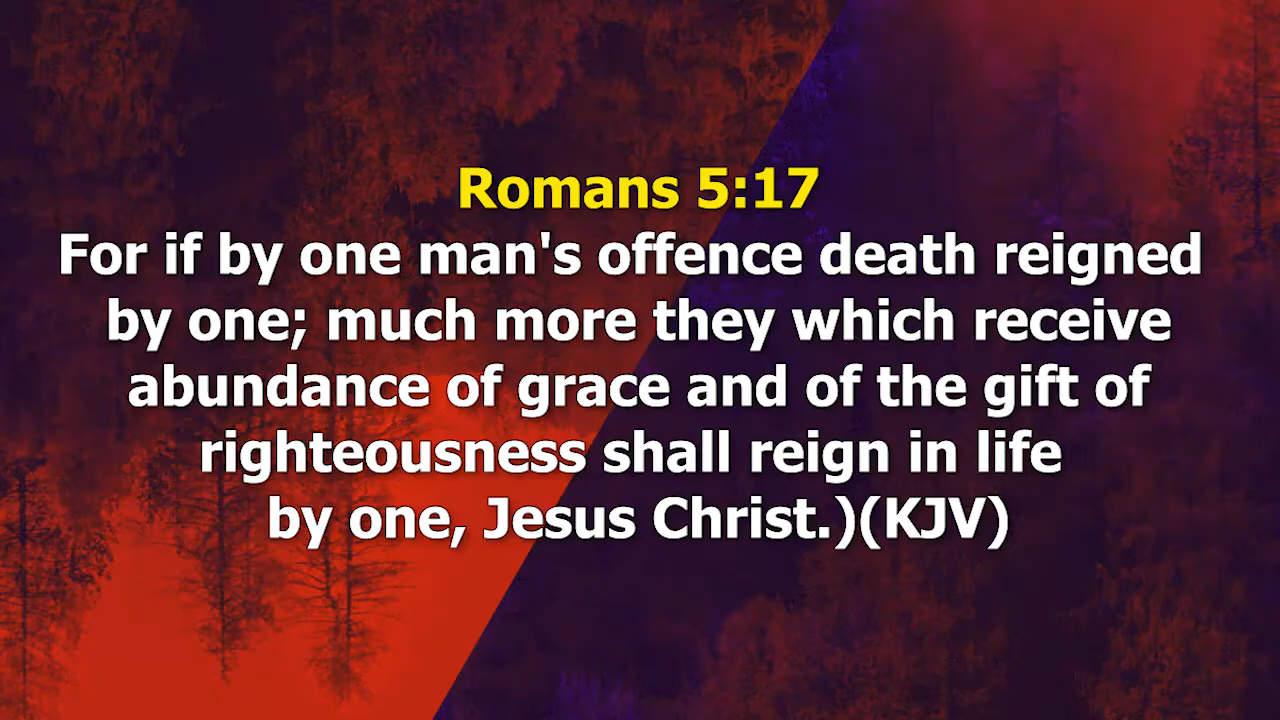 Romans 5:17
For if by one man's offence death reigned
by one; much more they which receive
abundance of grace and of the gift of
righteousness shall reign in life
by one, Jesus Christ.)(KJV)